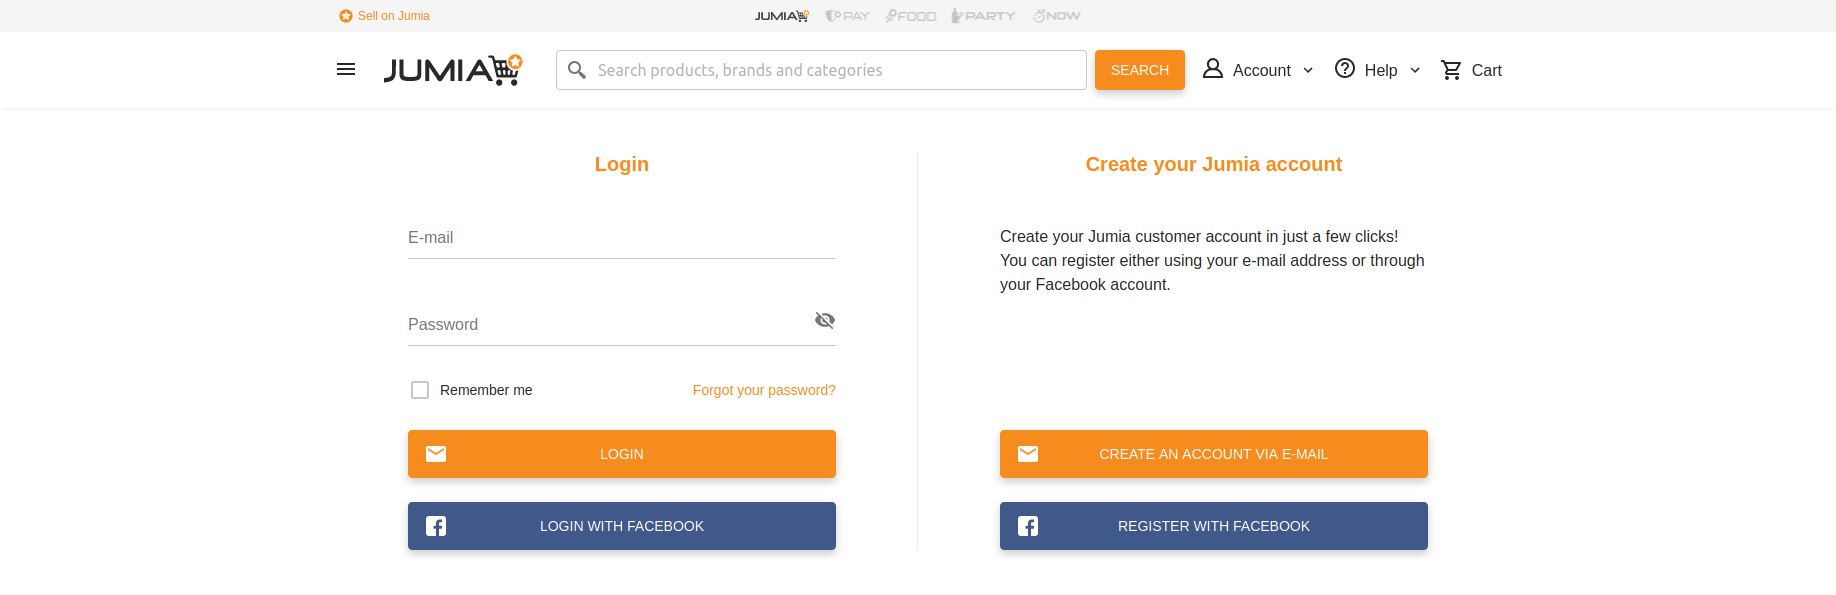 Sell on Jumia
JUMIA PAY FOOD PARTY NOW
JUMIA
Search products, brands and categories
SEARCH
Account
Help
Cart
Login
E-mail
Password
Remember me
Forgot your password?
LOGIN
LOGIN WITH FACEBOOK
Create your Jumia account
Create your Jumia customer account in just a few clicks!
You can register either using your e-mail address or through
your Facebook account.
CREATE AN ACCOUNT VIA E-MAIL
REGISTER WITH FACEBOOK